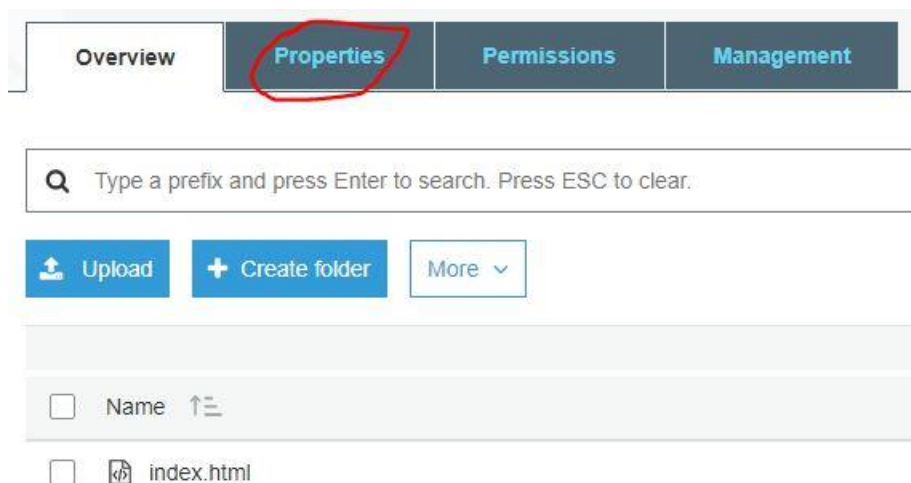 Overview Properties Permissions Management
Type a prefix and press Enter to search. Press ESC to clear.
Upload + Create folder More
Name
index.html